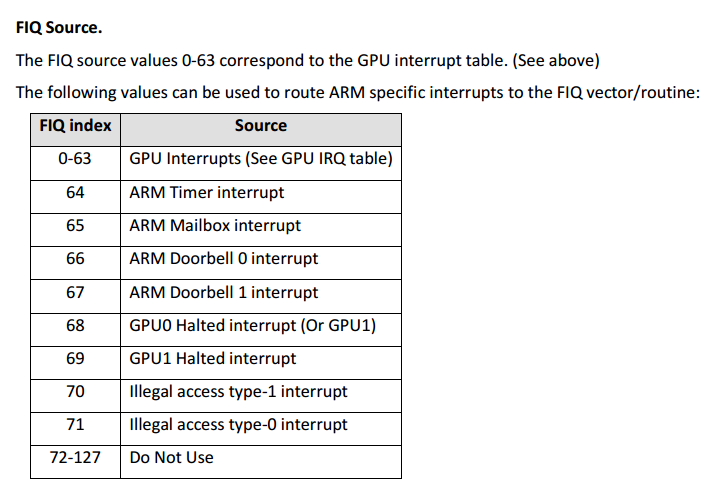 FIQ Source.
The FIQ source values 0-63 correspond to the GPU interrupt table. (See above)
The following values can be used to route ARM specific interrupts to the FIQ vector/routine:
FIQ index Source
0-63 GPU Interrupts (See GPU IRQ table)
64 ARM Timer interrupt
65 ARM Mailbox interrupt
66 ARM Doorbell 0 interrupt
67 ARM Doorbell 1 interrupt
68 GPU0 Halted interrupt (Or GPU1)
69 GPU1 Halted interrupt
70 Illegal access type-1 interrupt
71 Illegal access type-0 interrupt
72-127 Do Not Use